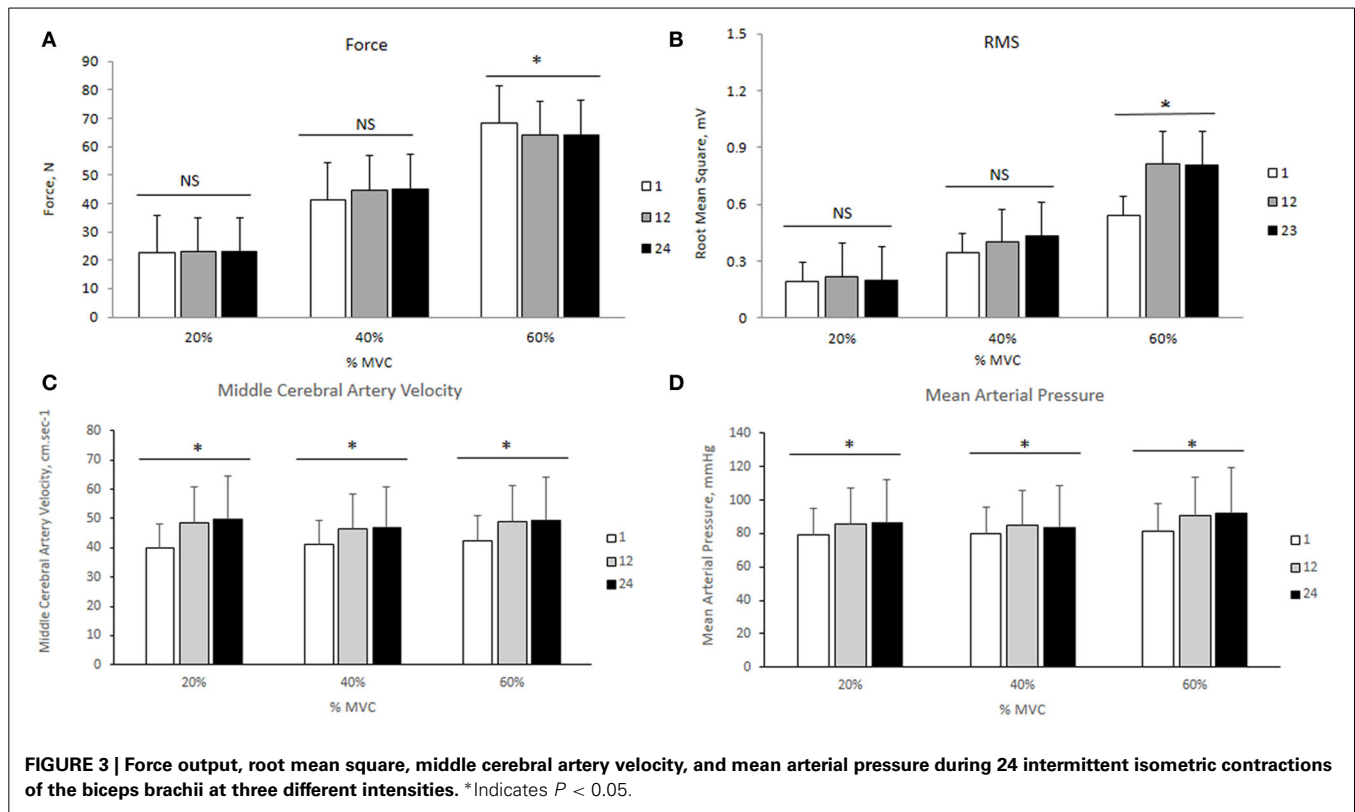 A
Force
Force, N
90
80
70
60
50
40
30
20
10
0
NS
NS
*
1
12
24
20%
40%
60%
% MVC
B
RMS
Root Mean Square, mV
1.5
1.2
0.9
0.6
0.3
0
NS
NS
*
1
12
23
20%
40%
60%
% MVC
C
Middle Cerebral Artery Velocity
Middle Cerebral Artery Velocity, cm.sec-1
80
70
60
50
40
30
20
10
0
*
*
*
1
12
24
20%
40%
60%
% MVC
D
Mean Arterial Pressure
Mean Arterial Pressure, mmHg
140
120
100
80
60
40
20
0
*
*
*
1
12
24
20%
40%
60%
% MVC
FIGURE 3 | Force output, root mean square, middle cerebral artery velocity, and mean arterial pressure during 24 intermittent isometric contractions
of the biceps brachii at three different intensities. *Indicates P < 0.05.